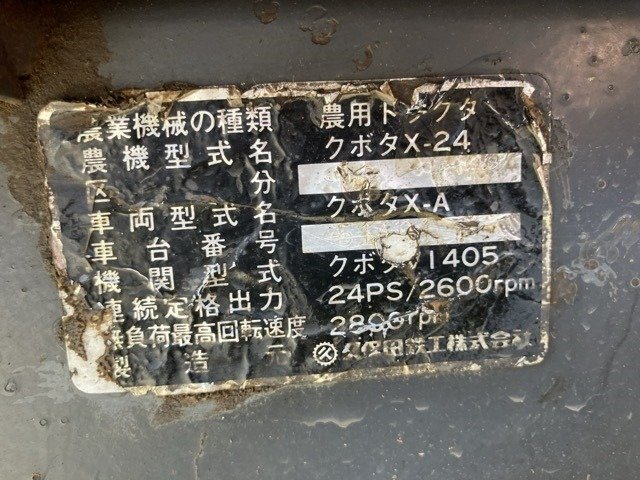 農業機械の種類 農用トラクタ
農機型式名 クボタX-24
区分
車両型式名 クボタX-A
車台番号
機関型式 クボタ 1405
連続定格出力 24PS/2600rpm
無負荷最高回転速度 2800rpm
製造元 久保田鉄工株式会社